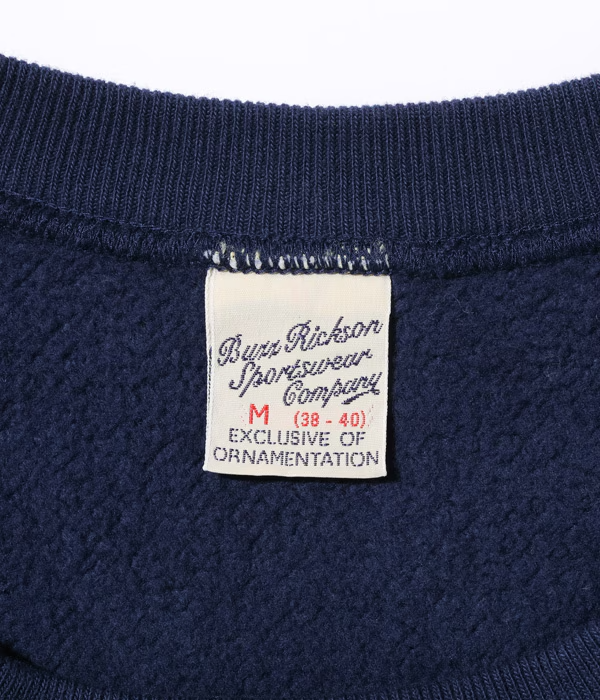 Buzz Rickson
Sportswear
Company
M (38 - 40)
EXCLUSIVE OF
ORNAMENTATION